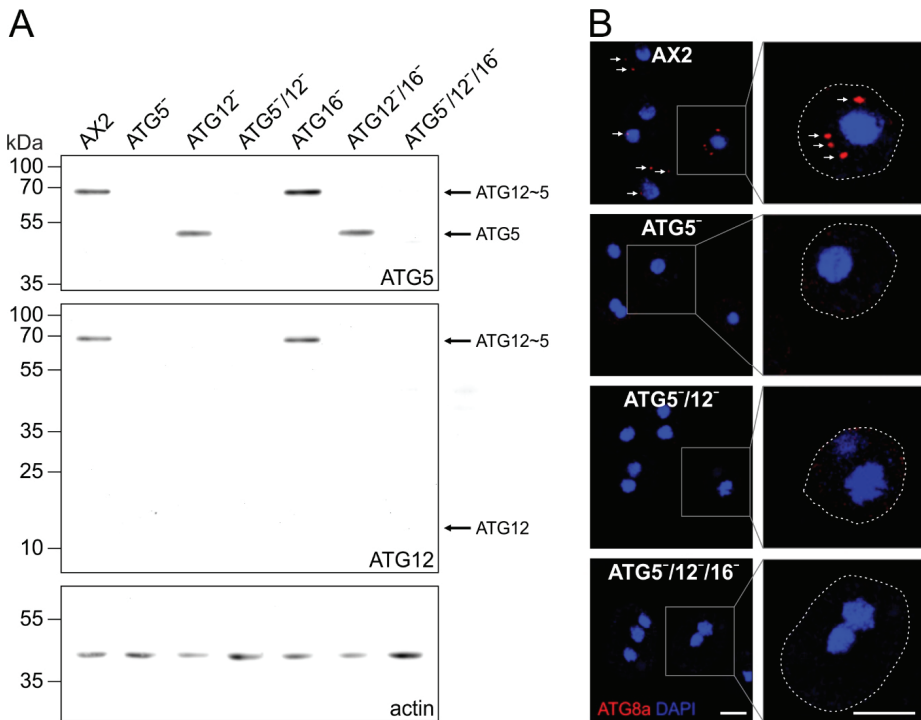 A
AX2
ATG5⁻
ATG12⁻
ATG5⁻/12⁻
ATG16⁻
ATG12⁻/16⁻
ATG5⁻/12⁻/16⁻
kDa
100
70
55
35
ATG12~5
ATG5
ATG5
100
70
55
35
25
10
ATG12~5
ATG12
ATG12
55
35
actin
B
AX2
ATG5⁻
ATG5⁻/12⁻
ATG5⁻/12⁻/16⁻
ATG8a DAPI